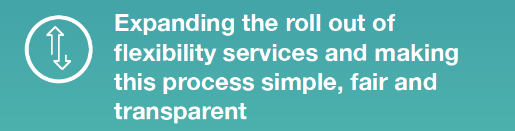 Expanding the roll out of
flexibility services and making
this process simple, fair and
transparent